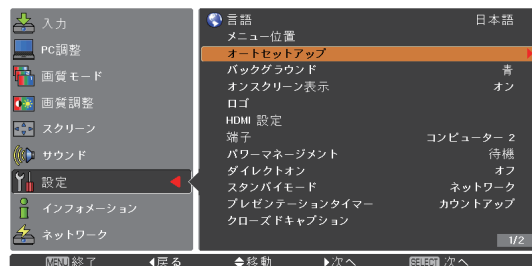 入力
PC調整
画質モード
画質調整
スクリーン
サウンド
設定
インフォメーション
ネットワーク
言語 日本語
メニュー位置
オートセットアップ
バックグラウンド 青
オンスクリーン表示 オン
ロゴ
HDMI 設定
端子 コンピューター 2
パワーマネージメント 待機
ダイレクトオン オフ
スタンバイモード ネットワーク
プレゼンテーションタイマー カウントアップ
クローズドキャプション
1/2
MENU 終了 戻る 移動 次へ SELECT 次へ